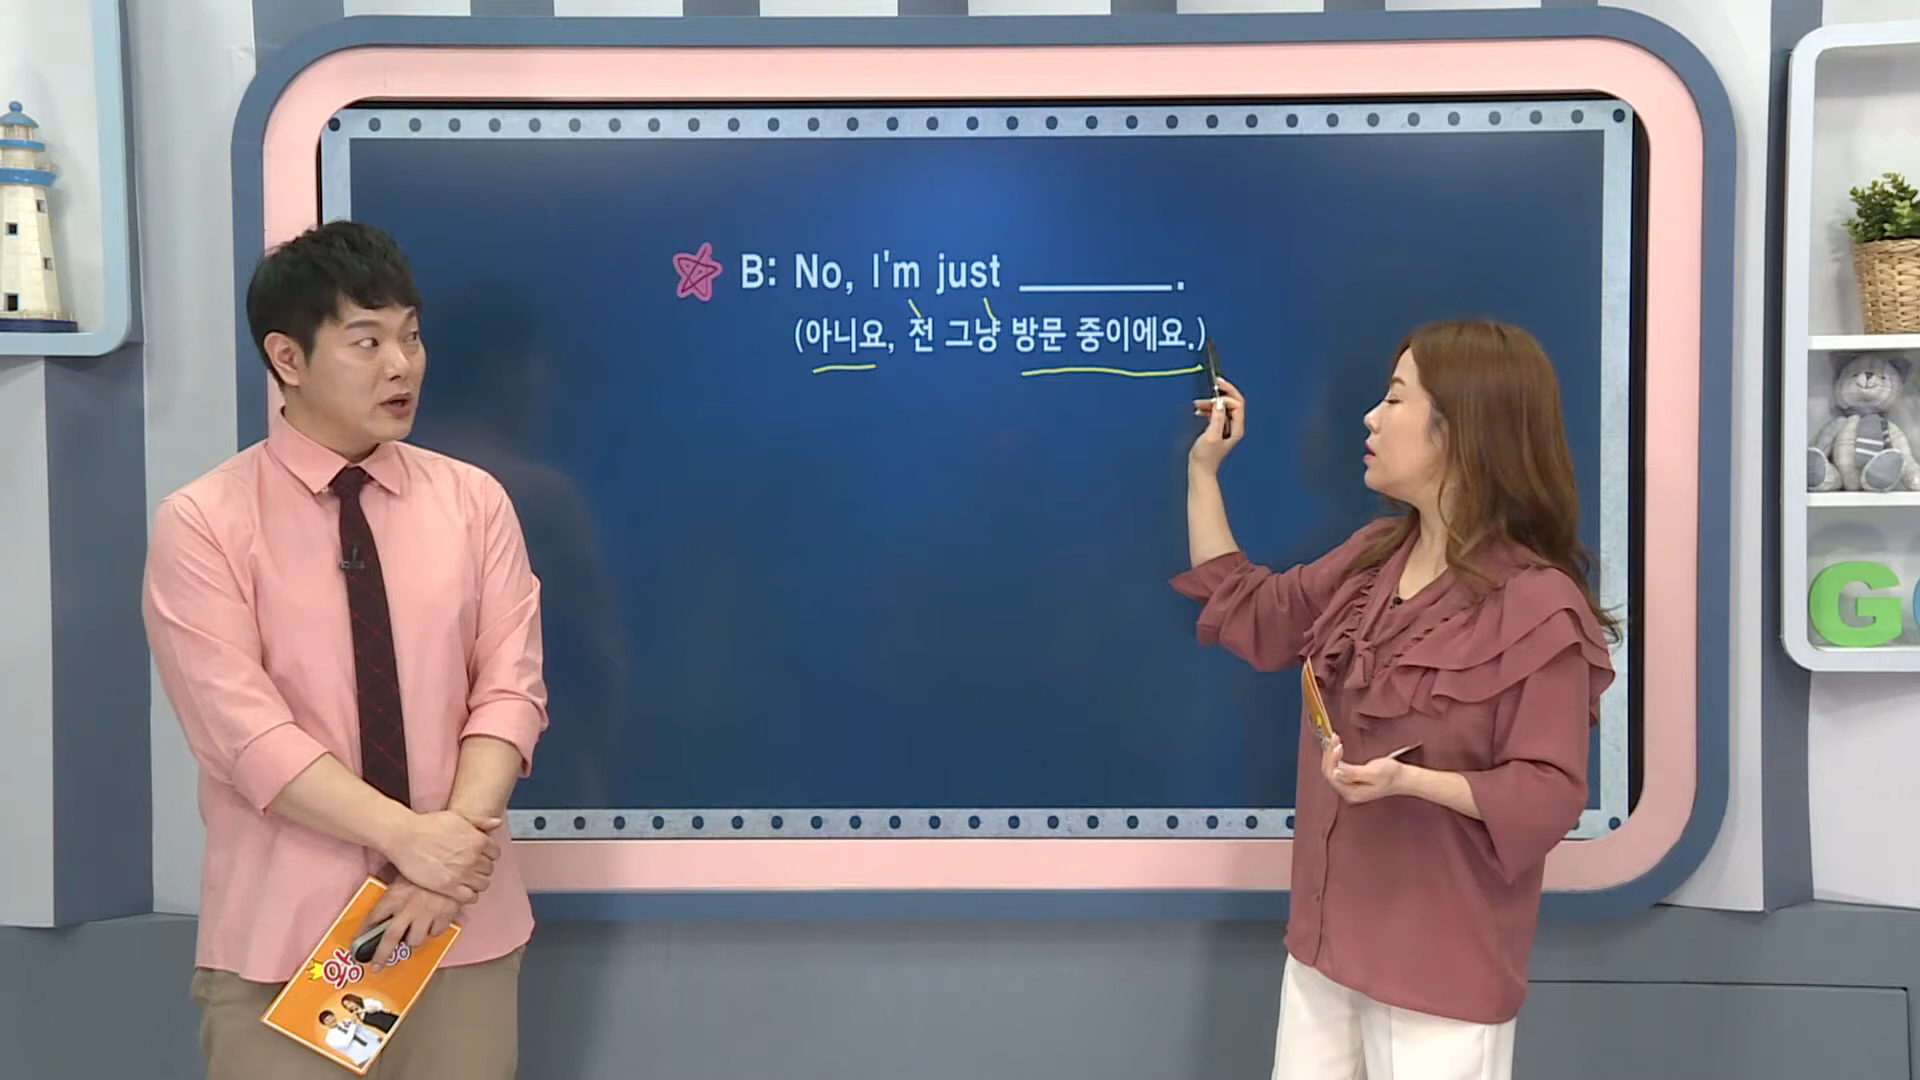 B: No, I'm just ________.
(아니요, 전 그냥 방문 중이에요.)
G